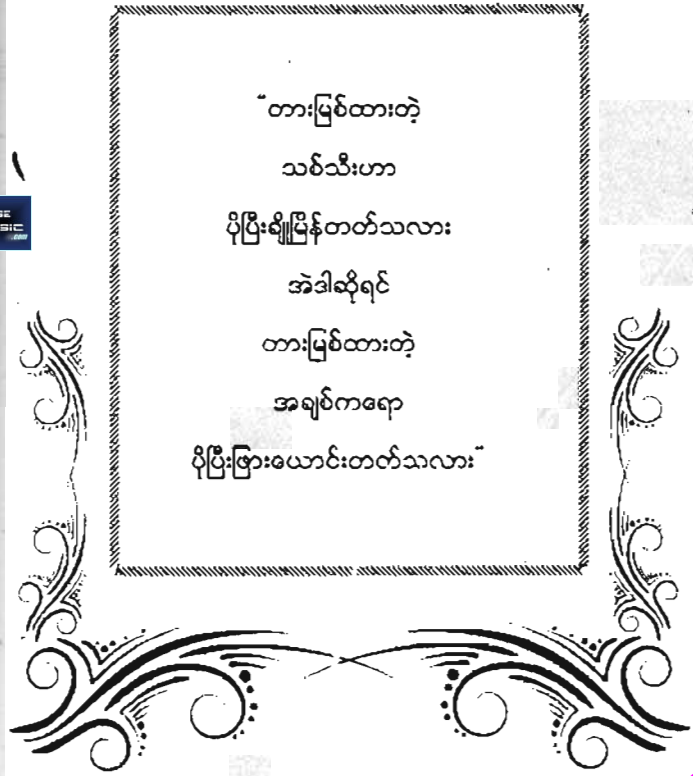 “တားမြစ်ထားတဲ့
သစ်သီးဟာ
ပိုပြီးချိုမြိန်တတ်သလား
အဲဒါဆိုရင်
တားမြစ်ထားတဲ့
အချစ်ကရော
ပိုပြီးဖြားယောင်းတက်သလား“